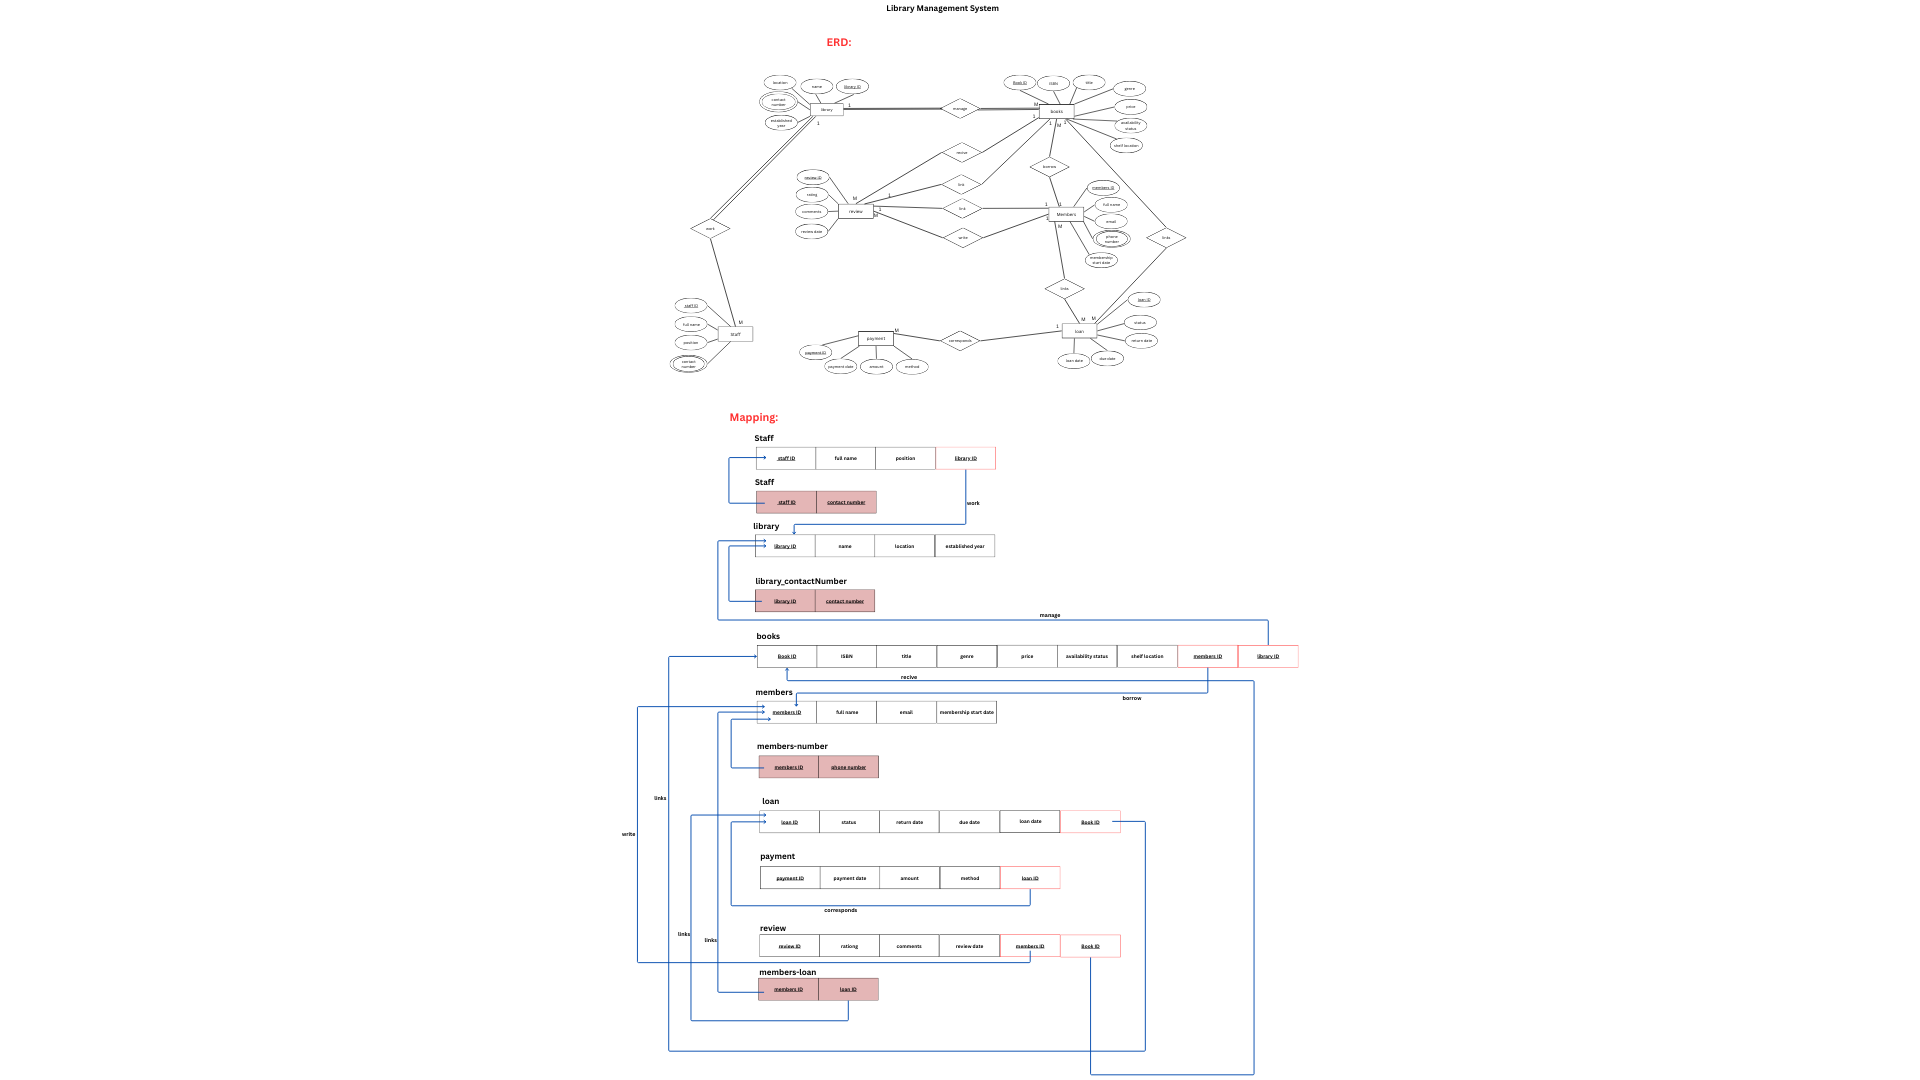 Library Management System
ERD:
location
name
library ID
contact
number
established
year
library
1
1
manage
M
Book ID
ISBN
title
genre
price
availability
status
shelf location
books
1
1
M
1
recive
link
borrow
review ID
rating
comments
review date
review
M
1
1
M
link
write
1
1
1
M
Members
members ID
full name
email
phone
number
membership
start date
work
links
links
staff ID
full name
position
contact
number
Staff
M
payment
M
payment ID
payment date
amount
method
corresponds
1
M
M
loan
loan ID
status
return date
due date
loan date
Mapping:
Staff
staff ID
full name
position
library ID
Staff
staff ID
contact number
work
library
library ID
name
location
established year
library_contactNumber
library ID
contact number
manage
books
Book ID
ISBN
title
genre
price
availability status
shelf location
members ID
library ID
recive
members
borrow
members ID
full name
email
membership start date
members-number
members ID
phone number
links
loan
loan ID
status
return date
due date
loan date
Book ID
write
payment
payment ID
payment date
amount
method
loan ID
corresponds
review
links
links
review ID
rationg
comments
review date
members ID
Book ID
members-loan
members ID
loan ID